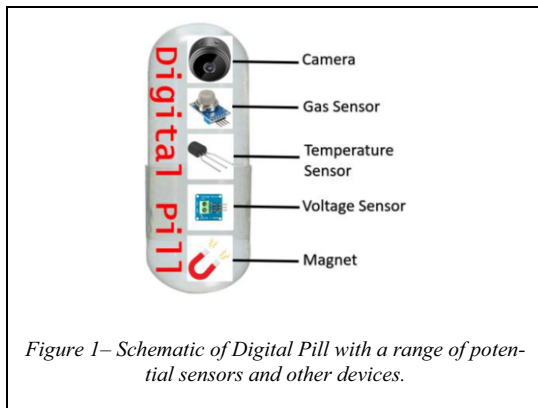 Digital Pill
Camera
Gas Sensor
Temperature
Sensor
Voltage Sensor
Magnet
Figure 1– Schematic of Digital Pill with a range of poten-
tial sensors and other devices.